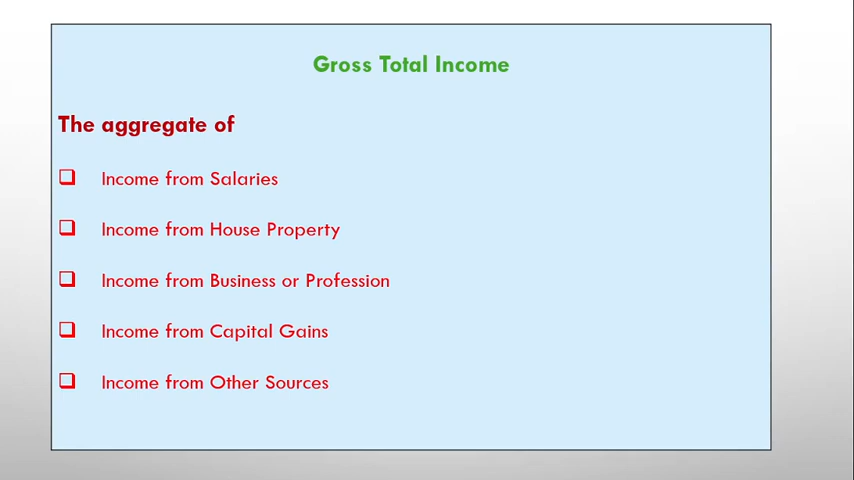 Gross Total Income
The aggregate of
❑ Income from Salaries
❑ Income from House Property
❑ Income from Business or Profession
❑ Income from Capital Gains
❑ Income from Other Sources